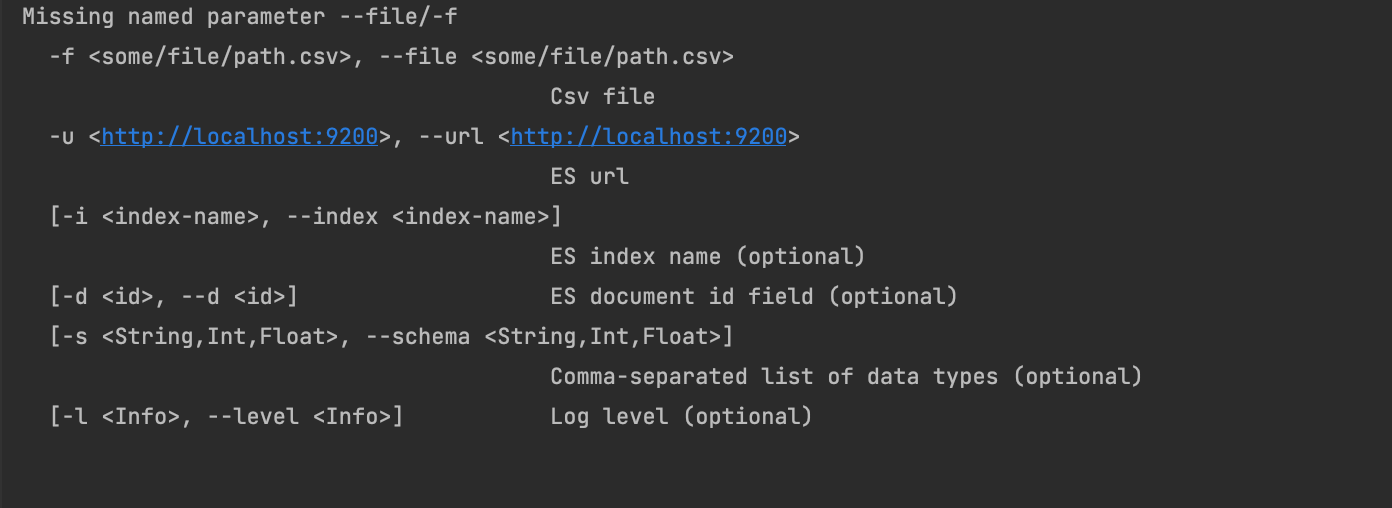 Missing named parameter --file/-f
-f <some/file/path.csv>, --file <some/file/path.csv>
Csv file
-u <http://localhost:9200>, --url <http://localhost:9200>
ES url
[-i <index-name>, --index <index-name>]
ES index name (optional)
[-d <id>, --d <id>] ES document id field (optional)
[-s <String,Int,Float>, --schema <String,Int,Float>]
Comma-separated list of data types (optional)
[-l <Info>, --level <Info>] Log level (optional)